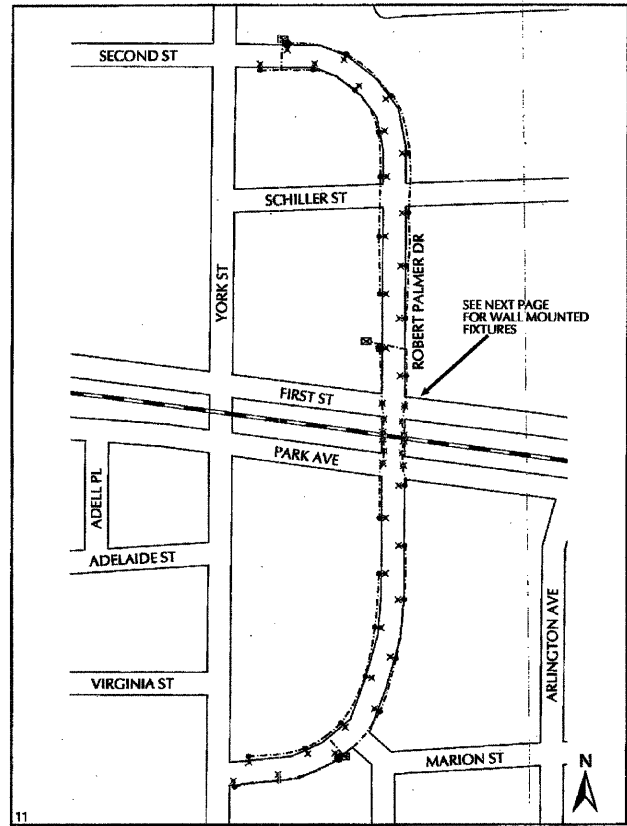 SECOND ST
SCHILLER ST
YORK ST
ROBERT PALMER DR
SEE NEXT PAGE
FOR WALL MOUNTED
FIXTURES
FIRST ST
PARK AVE
ADELL PL
ADELAIDE ST
VIRGINIA ST
ARLINGTON AVE
MARION ST
N
11